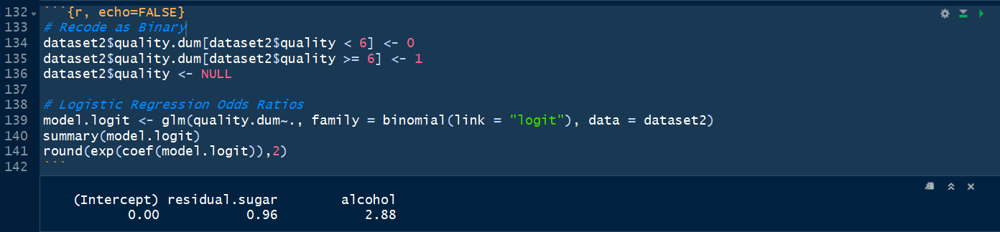 132 ```{r, echo=FALSE}
133 # Recode as Binary
134 dataset2$quality.dum[dataset2$quality < 6] <- 0
135 dataset2$quality.dum[dataset2$quality >= 6] <- 1
136 dataset2$quality <- NULL
137
138 # Logistic Regression Odds Ratios
139 model.logit <- glm(quality.dum~., family = binomial(link = "logit"), data = dataset2)
140 summary(model.logit)
141 round(exp(coef(model.logit)),2)
142 ```
(Intercept) residual.sugar alcohol
0.00 0.96 2.88